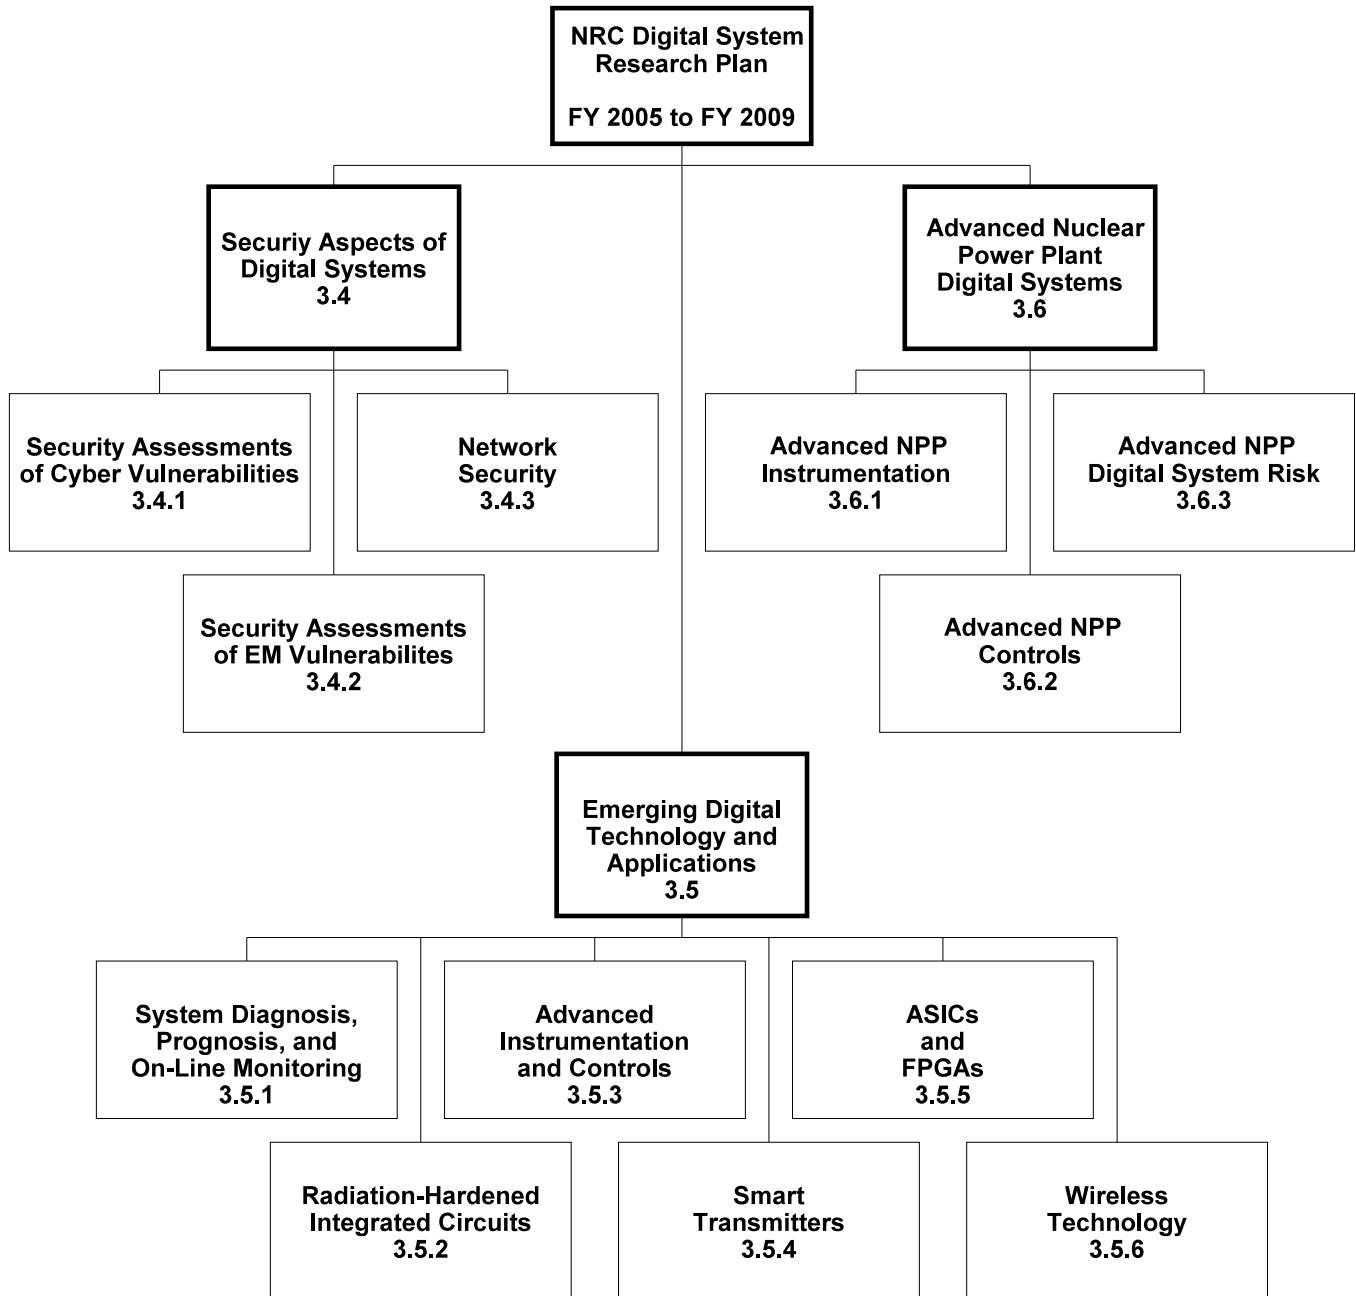 NRC Digital System
Research Plan
FY 2005 to FY 2009
Securiy Aspects of
Digital Systems
3.4
Advanced Nuclear
Power Plant
Digital Systems
3.6
Security Assessments
of Cyber Vulnerabilities
3.4.1
Network
Security
3.4.3
Advanced NPP
Instrumentation
3.6.1
Advanced NPP
Digital System Risk
3.6.3
Security Assessments
of EM Vulnerabilites
3.4.2
Advanced NPP
Controls
3.6.2
Emerging Digital
Technology and
Applications
3.5
System Diagnosis,
Prognosis, and
On-Line Monitoring
3.5.1
Advanced
Instrumentation
and Controls
3.5.3
ASICs
and
FPGAs
3.5.5
Radiation-Hardened
Integrated Circuits
3.5.2
Smart
Transmitters
3.5.4
Wireless
Technology
3.5.6